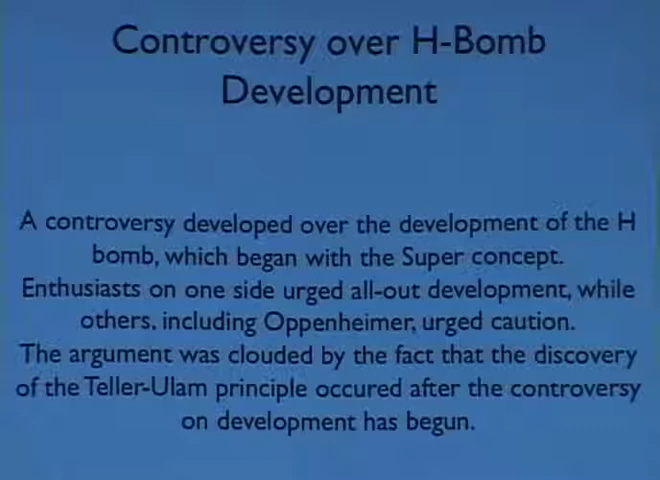 Controversy over H-Bomb
Development
A controversy developed over the development of the H
bomb, which began with the Super concept.
Enthusiasts on one side urged all-out development, while
others, including Oppenheimer, urged caution.
The argument was clouded by the fact that the discovery
of the Teller-Ulam principle occured after the controversy
on development has begun.